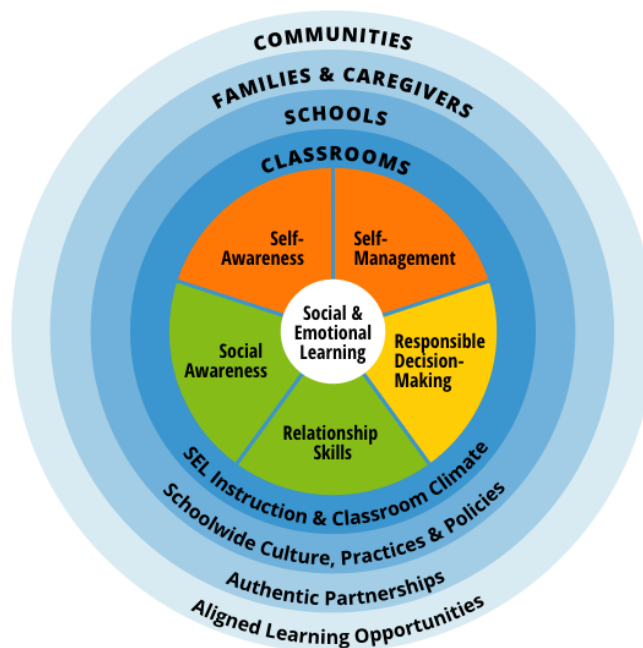 COMMUNITIES
FAMILIES & CAREGIVERS
SCHOOLS
CLASSROOMS
Self-
Awareness
Self-
Management
Social &
Emotional
Learning
Social
Awareness
Responsible
Decision-
Making
Relationship
Skills
SEL Instruction & Classroom Climate
Schoolwide Culture, Practices & Policies
Authentic Partnerships
Aligned Learning Opportunities